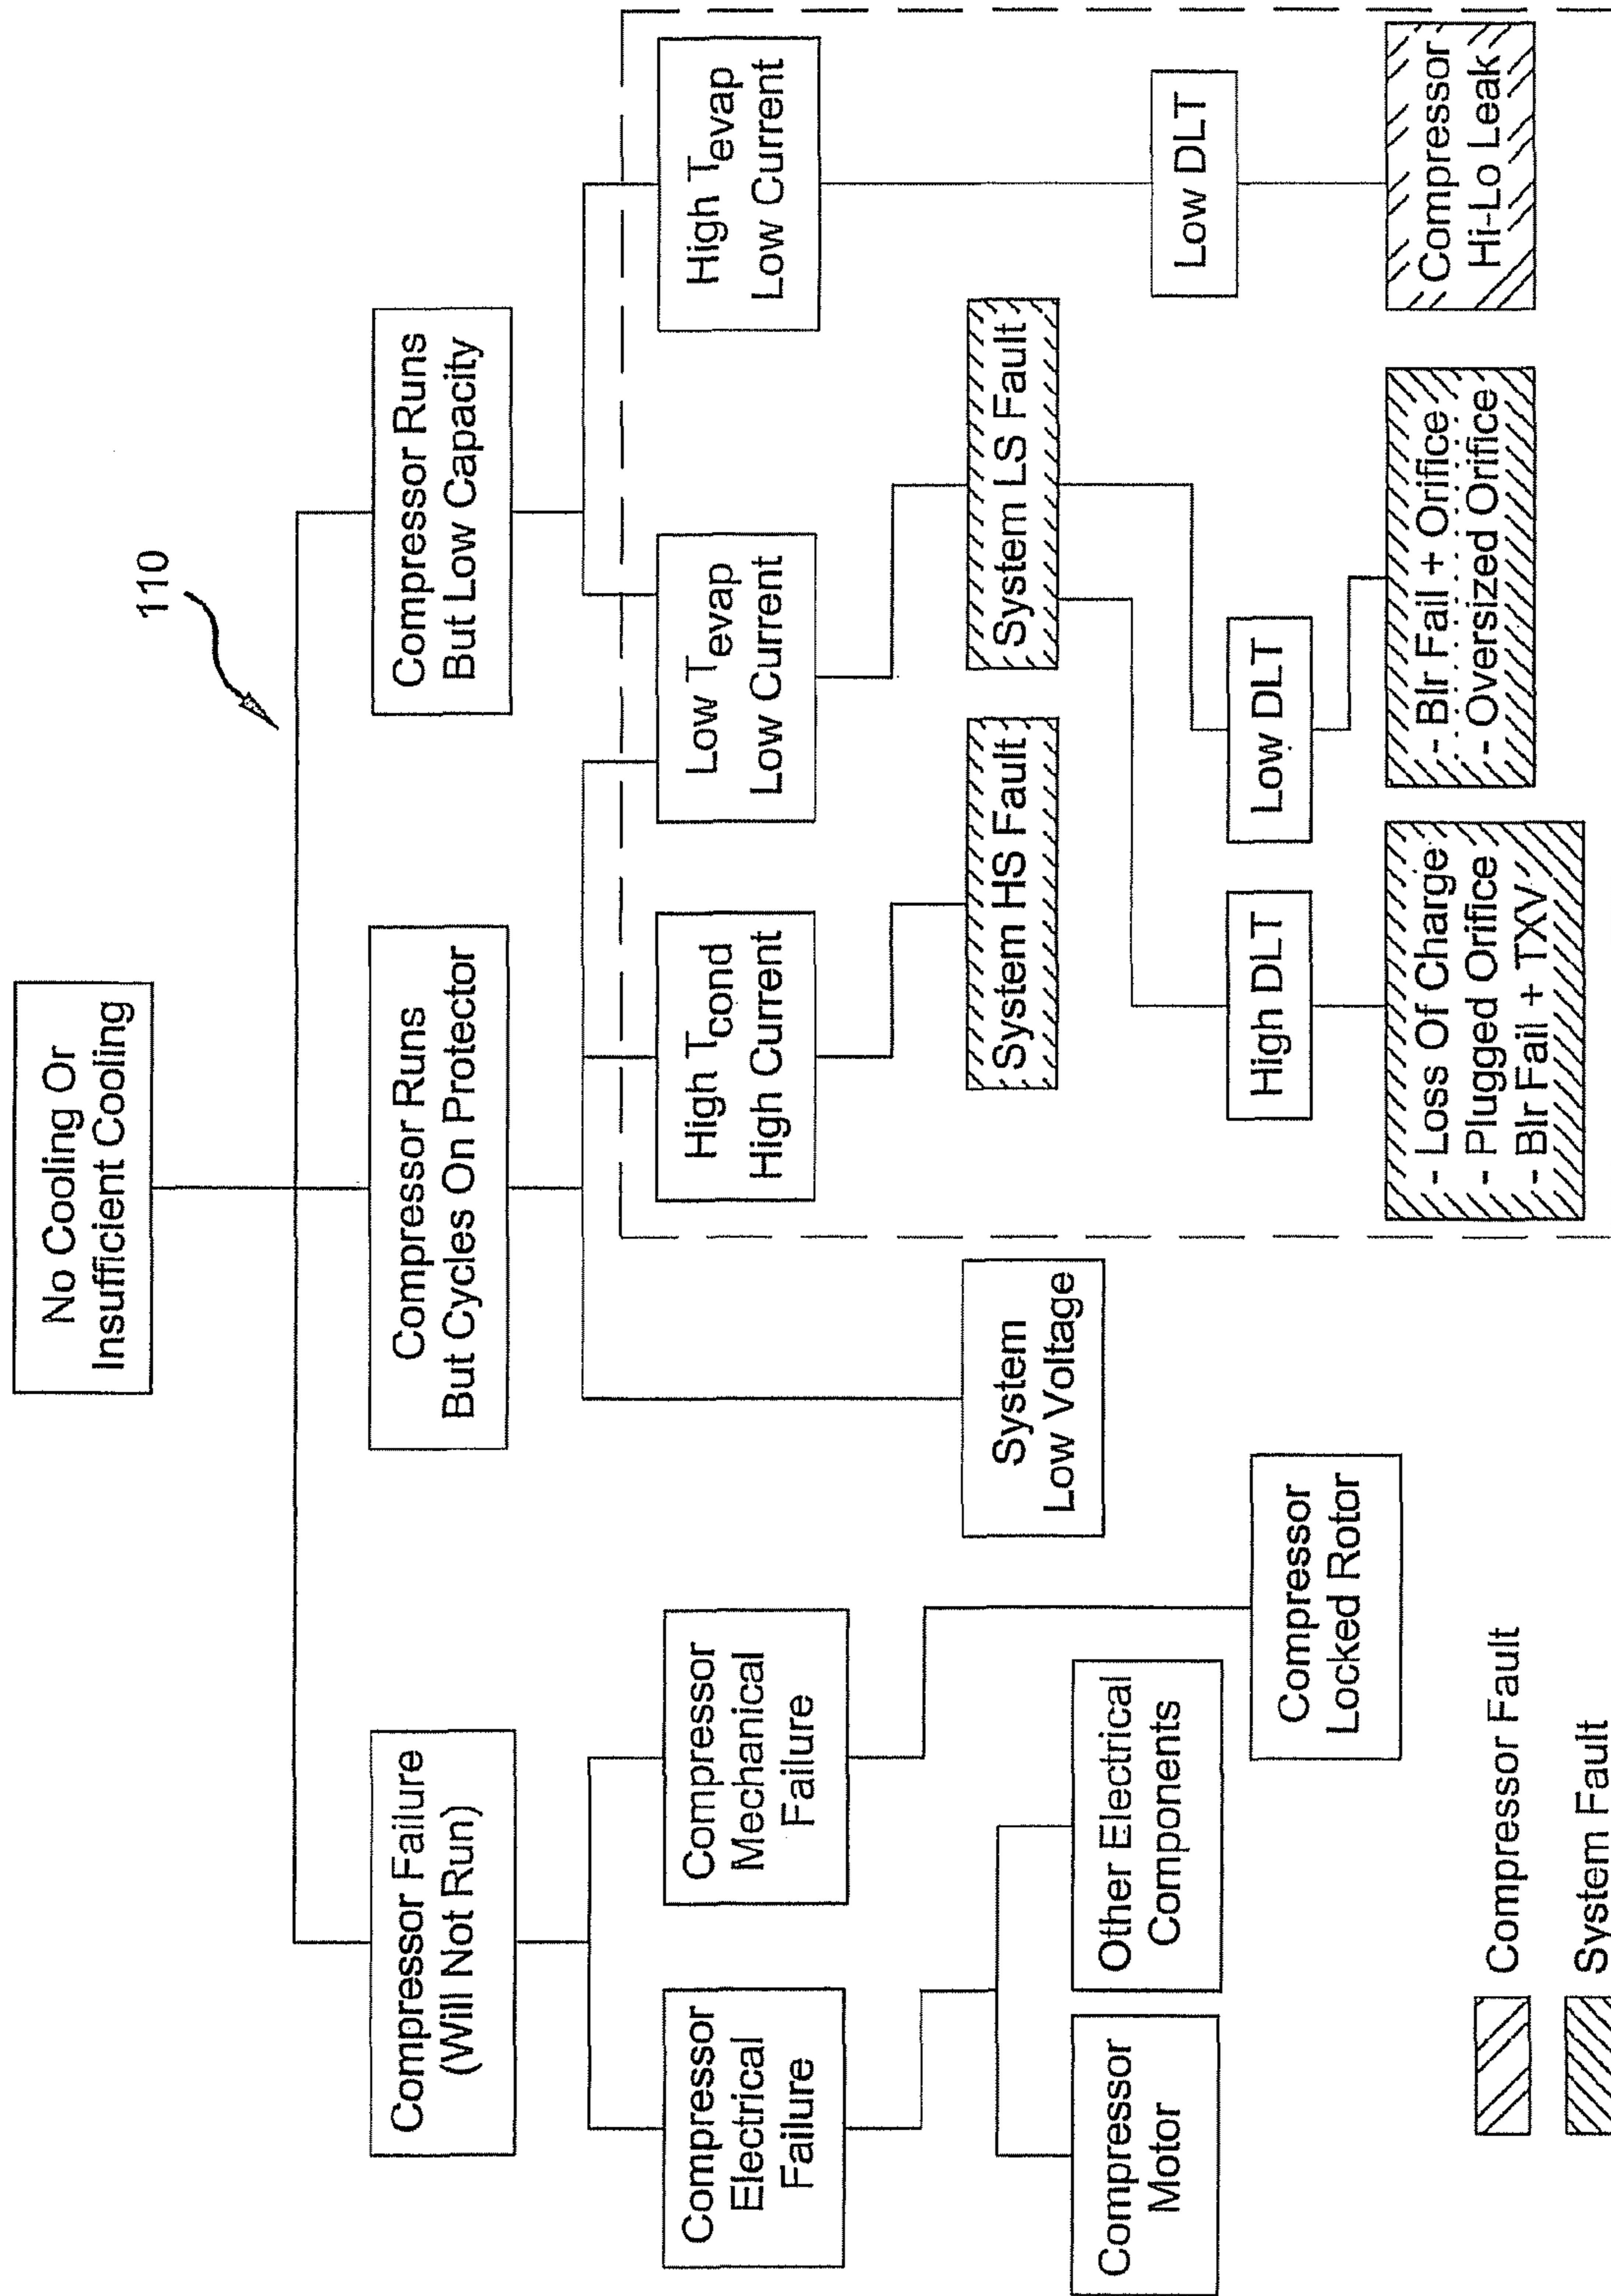 110
No Cooling Or
Insufficient Cooling
Compressor Failure
(Will Not Run)
Compressor Runs
But Cycles On Protector
Compressor Runs
But Low Capacity
Compressor
Electrical
Failure
Compressor
Mechanical
Failure
High Tcond
High Current
Low Tevap
Low Current
High Tevap
Low Current
System
Low Voltage
System HS Fault
System LS Fault
Compressor
Motor
Other Electrical
Components
Compressor
Locked Rotor
High DLT
Low DLT
Low DLT
- Loss Of Charge
- Plugged Orifice
- Blr Fail + TXV
- Blr Fail + Orifice
- Oversized Orifice
Compressor
Hi-Lo Leak
Compressor Fault
System Fault